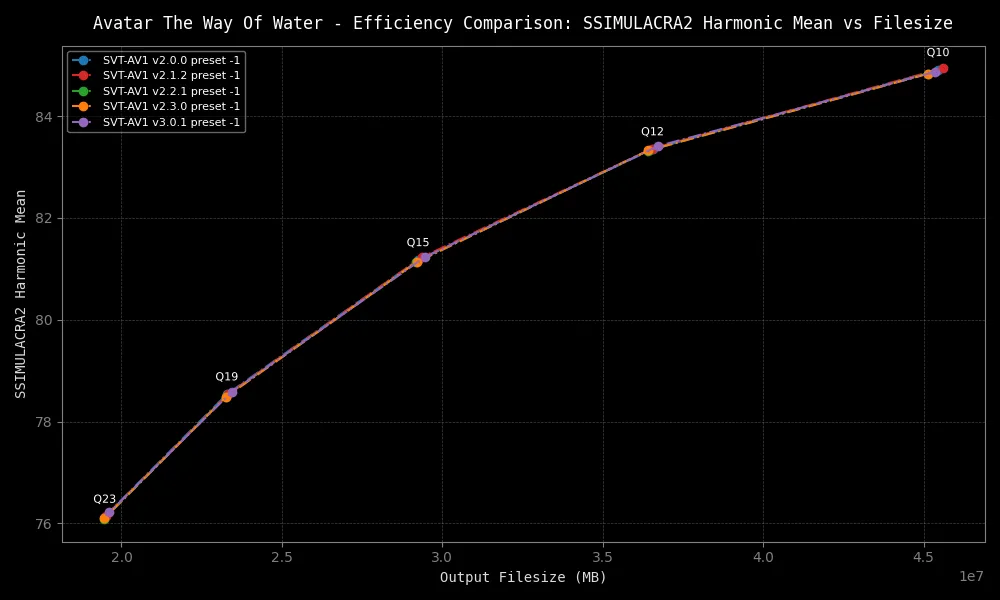 Avatar The Way Of Water - Efficiency Comparison: SSIMULACRA2 Harmonic Mean vs Filesize
SVT-AV1 v2.0.0 preset -1
SVT-AV1 v2.1.2 preset -1
SVT-AV1 v2.2.1 preset -1
SVT-AV1 v2.3.0 preset -1
SVT-AV1 v3.0.1 preset -1
Q10
Q12
Q15
Q19
Q23
SSIMULACRA2 Harmonic Mean
84
82
80
78
76
2.0 2.5 3.0 3.5 4.0 4.5
1e7
Output Filesize (MB)